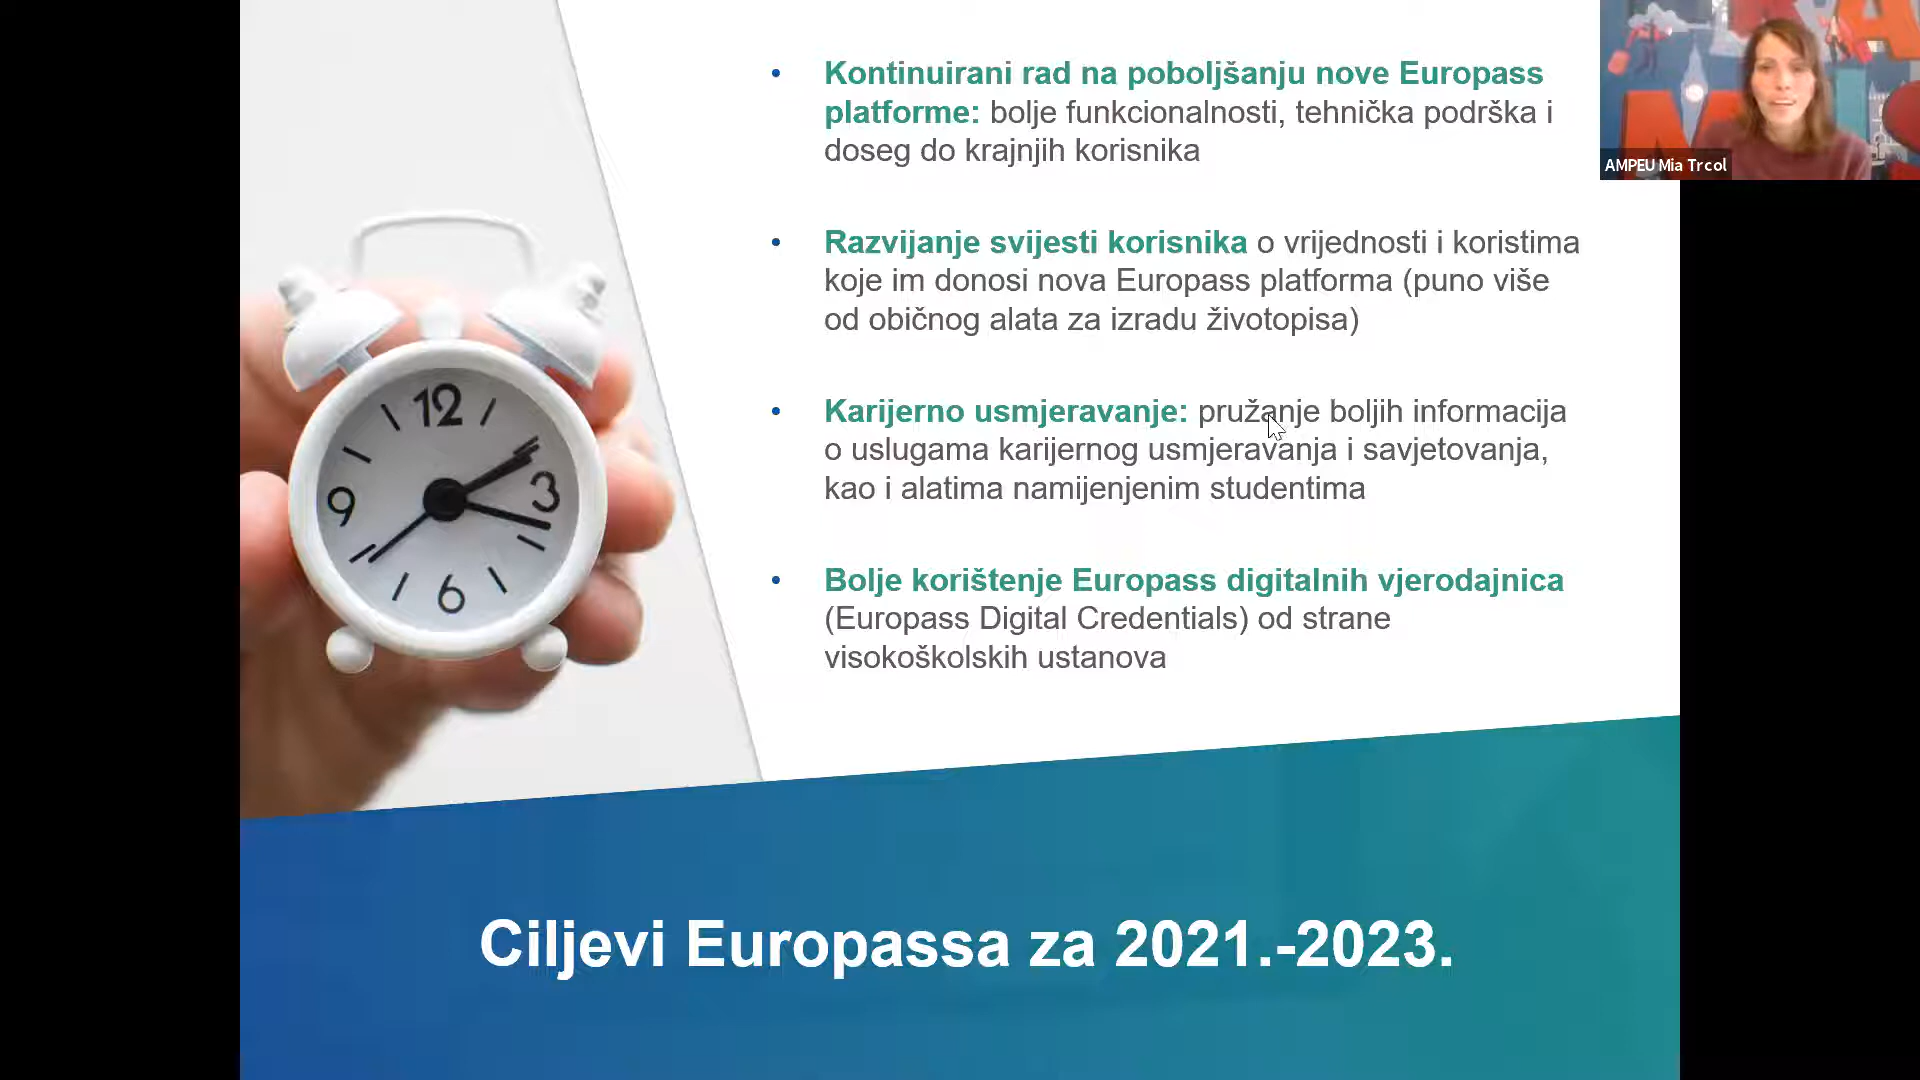 Kontinuirani rad na poboljšanju nove Europass
platforme: bolje funkcionalnosti, tehnička podrška i
doseg do krajnjih korisnika
Razvijanje svijesti korisnika o vrijednosti i koristima
koje im donosi nova Europass platforma (puno više
od običnog alata za izradu životopisa)
Karijerno usmjeravanje: pružanje boljih informacija
o uslugama karijernog usmjeravanja i savjetovanja,
kao i alatima namijenjenim studentima
Bolje korištenje Europass digitalnih vjerodajnica
(Europass Digital Credentials) od strane
visokoškolskih ustanova
Ciljevi Europassa za 2021.-2023.
AMPEU Mia Trcol
12
3
6
9